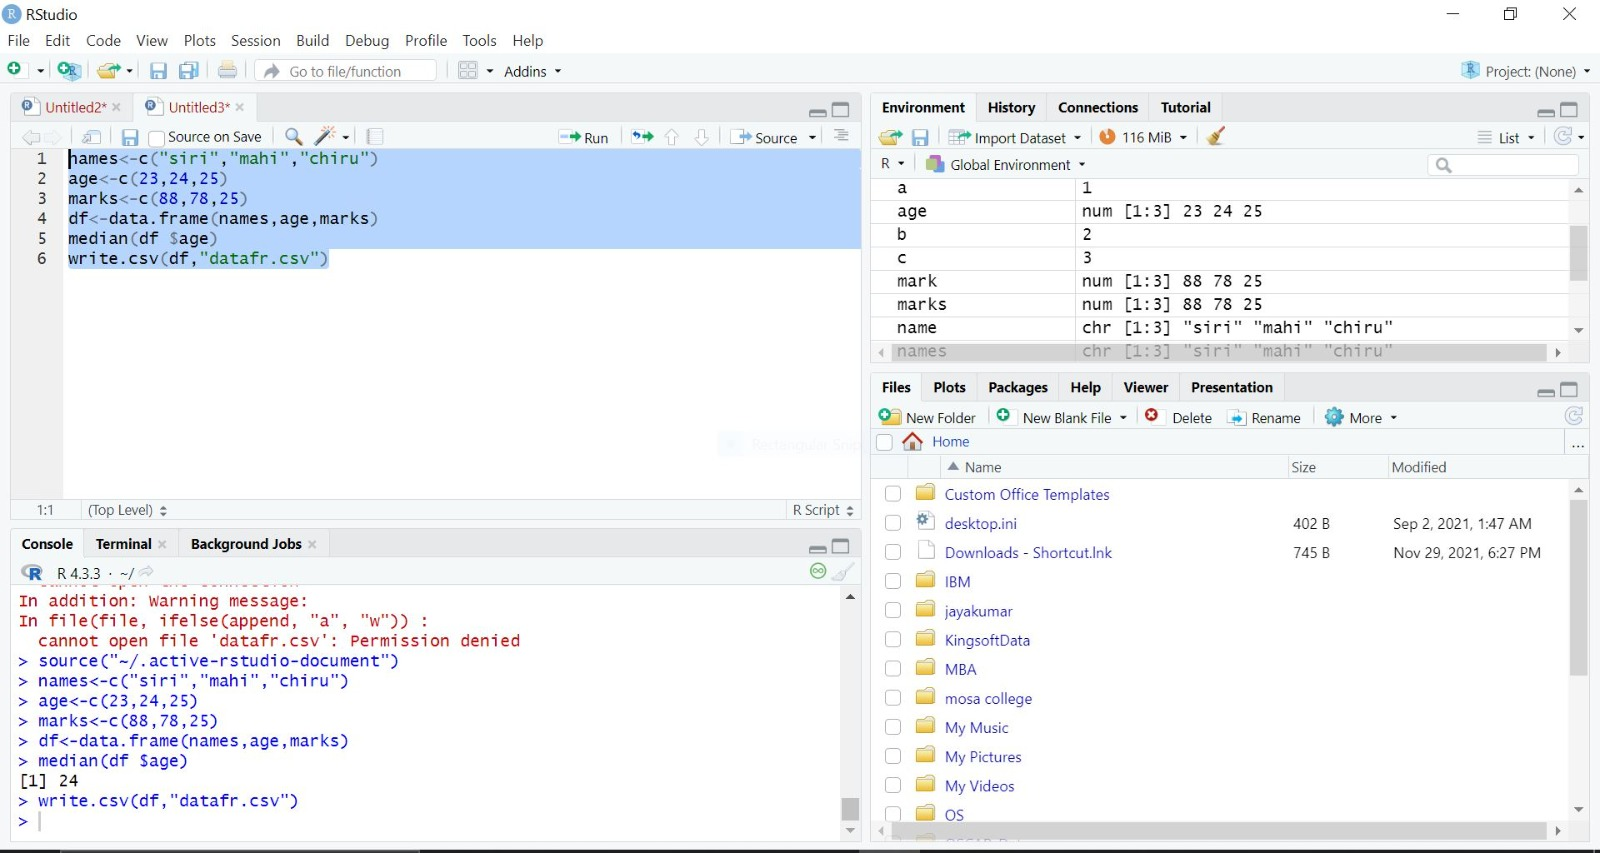 RStudio
File Edit Code View Plots Session Build Debug Profile Tools Help
Go to file/function Addins Project: (None)
Untitled2* Untitled3*
Source on Save Run Source
1 names<-c("siri","mahi","chiru")
2 age<-c(23,24,25)
3 marks<-c(88,78,25)
4 df<-data.frame(names,age,marks)
5 median(df $age)
6 write.csv(df,"datafr.csv")
1:1 (Top Level) R Script
Console Terminal Background Jobs
R 4.3.3 · ~/
In addition: Warning message:
In file(file, ifelse(append, "a", "w")) :
cannot open file 'datafr.csv': Permission denied
> source("~/.active-rstudio-document")
> names<-c("siri","mahi","chiru")
> age<-c(23,24,25)
> marks<-c(88,78,25)
> df<-data.frame(names,age,marks)
> median(df $age)
[1] 24
> write.csv(df,"datafr.csv")
>
Environment History Connections Tutorial
Import Dataset 116 MiB List
R Global Environment
a 1
age num [1:3] 23 24 25
b 2
c 3
mark num [1:3] 88 78 25
marks num [1:3] 88 78 25
name chr [1:3] "siri" "mahi" "chiru"
names chr [1:3] "siri" "mahi" "chiru"
Files Plots Packages Help Viewer Presentation
New Folder New Blank File Delete Rename More
Home ...
Name Size Modified
Custom Office Templates
desktop.ini 402 B Sep 2, 2021, 1:47 AM
Downloads - Shortcut.lnk 745 B Nov 29, 2021, 6:27 PM
IBM
jayakumar
KingsoftData
MBA
mosa college
My Music
My Pictures
My Videos
OS